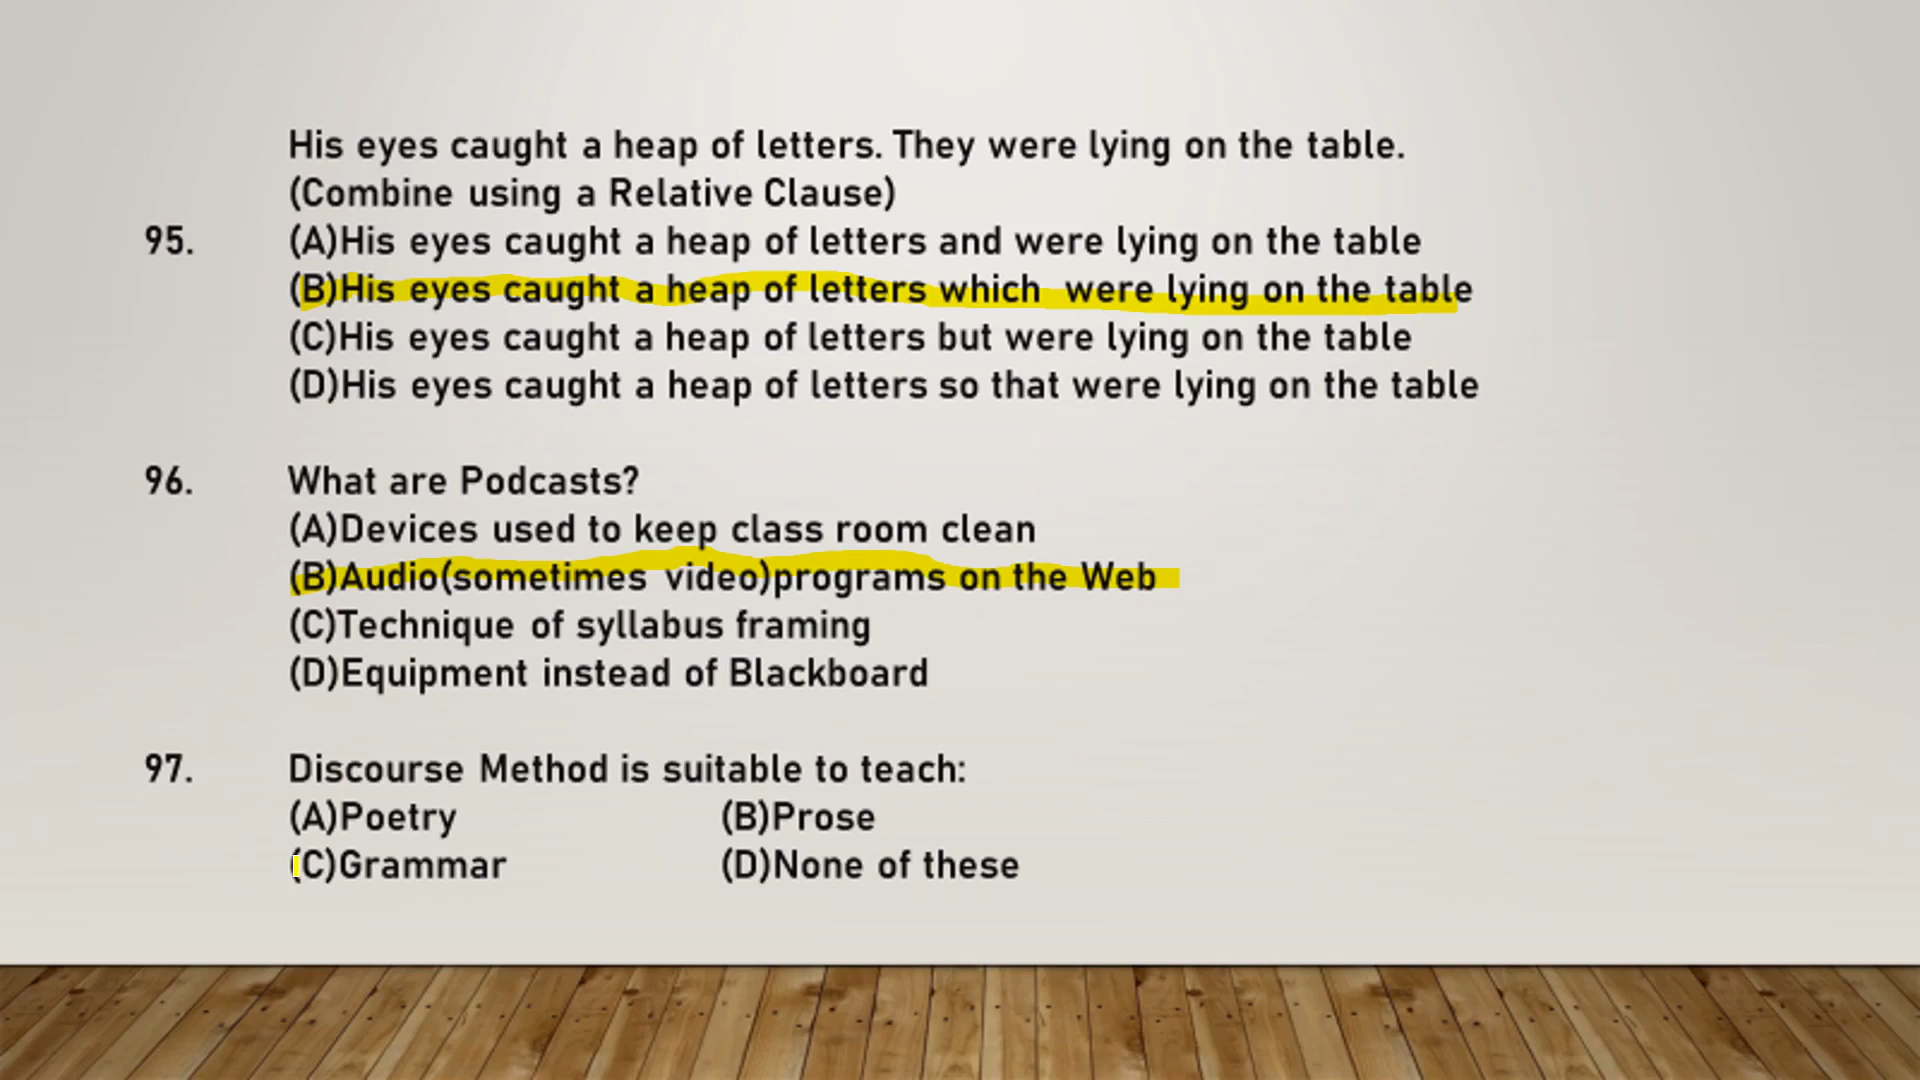 His eyes caught a heap of letters. They were lying on the table.
(Combine using a Relative Clause)
95. (A)His eyes caught a heap of letters and were lying on the table
(B)His eyes caught a heap of letters which were lying on the table
(C)His eyes caught a heap of letters but were lying on the table
(D)His eyes caught a heap of letters so that were lying on the table
96. What are Podcasts?
(A)Devices used to keep class room clean
(B)Audio(sometimes video)programs on the Web
(C)Technique of syllabus framing
(D)Equipment instead of Blackboard
97. Discourse Method is suitable to teach:
(A)Poetry (B)Prose
(C)Grammar (D)None of these